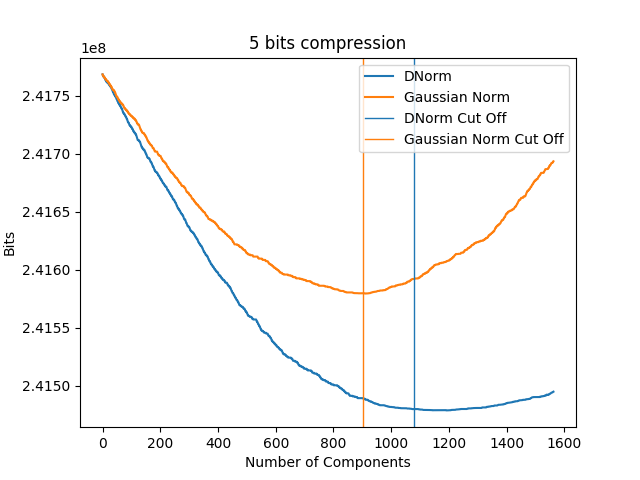 5 bits compression
1e8
DNorm
Gaussian Norm
DNorm Cut Off
Gaussian Norm Cut Off
2.4175
2.4170
2.4165
2.4160
2.4155
2.4150
Bits
0 200 400 600 800 1000 1200 1400 1600
Number of Components